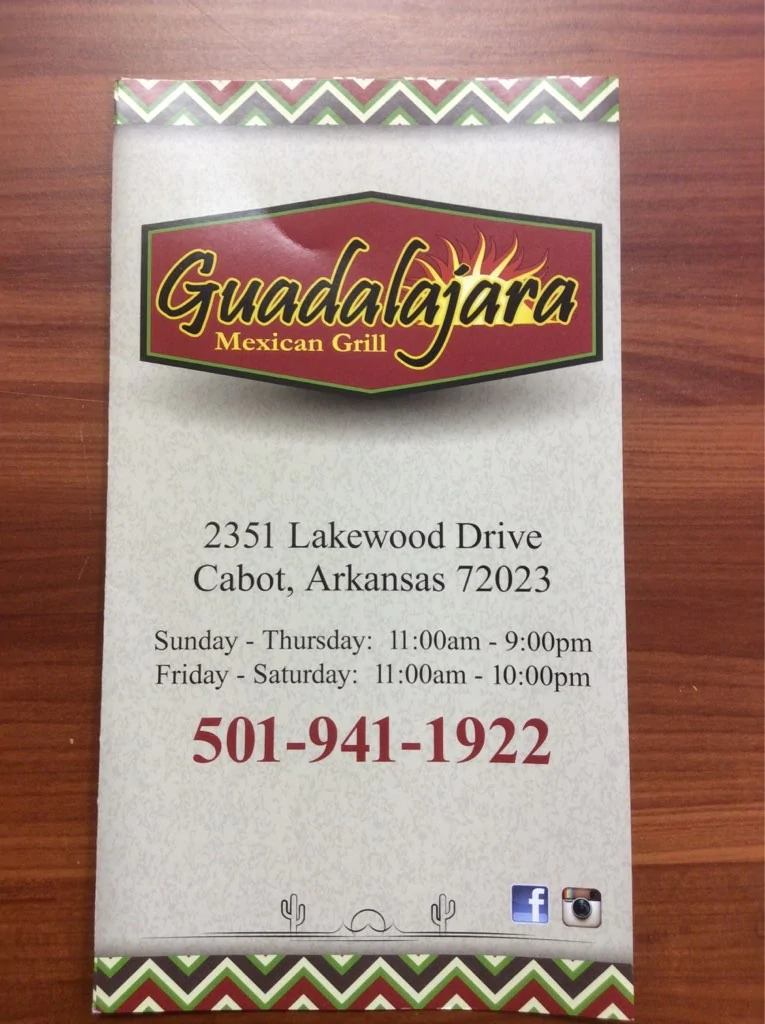 Guadalajara
Mexican Grill
2351 Lakewood Drive
Cabot, Arkansas 72023
Sunday - Thursday: 11:00am - 9:00pm
Friday - Saturday: 11:00am - 10:00pm
501-941-1922
f